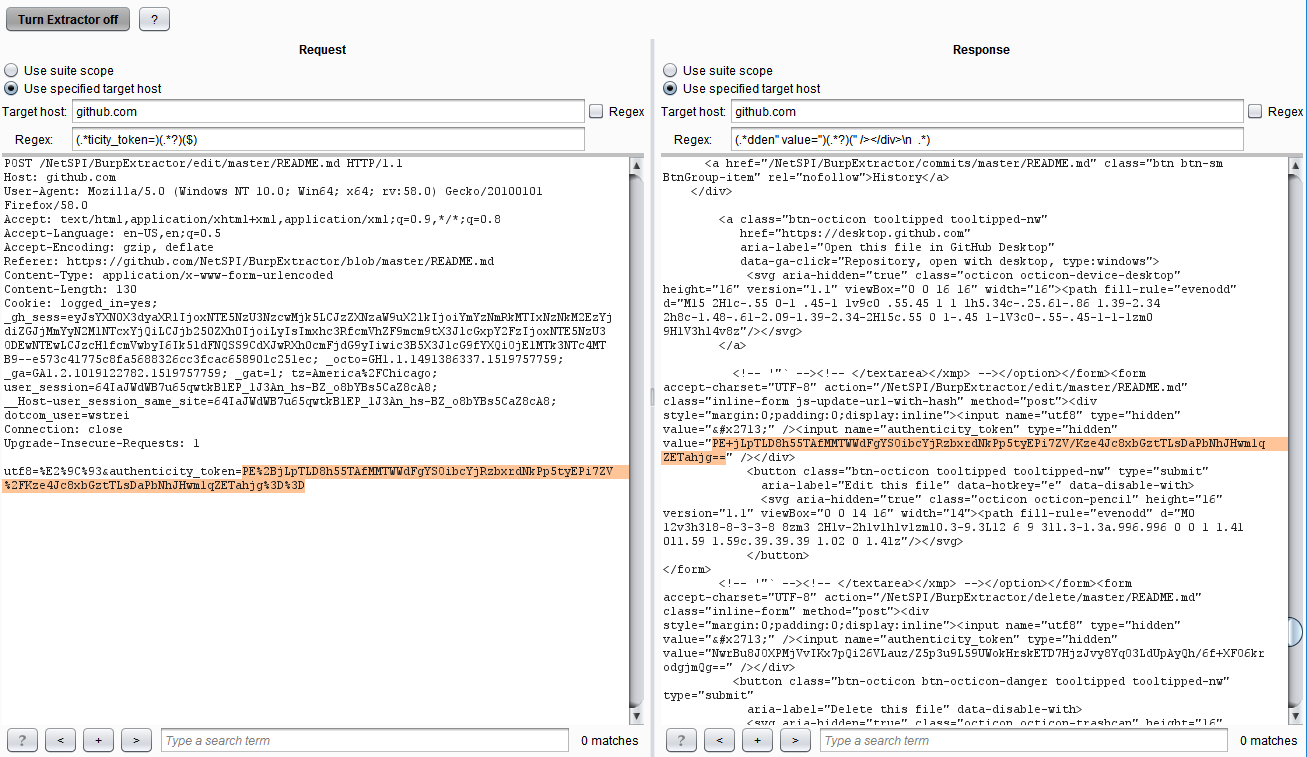 Turn Extractor off
?
Request
Use suite scope
Use specified target host
Target host:
github.com
Regex
Regex:
(.*ticity_token=)(.*?)($)
POST /NetSPI/BurpExtractor/edit/master/README.md HTTP/1.1
Host: github.com
User-Agent: Mozilla/5.0 (Windows NT 10.0; Win64; x64; rv:58.0) Gecko/20100101
Firefox/58.0
Accept: text/html,application/xhtml+xml,application/xml;q=0.9,*/*;q=0.8
Accept-Language: en-US,en;q=0.5
Accept-Encoding: gzip, deflate
Referer: https://github.com/NetSPI/BurpExtractor/blob/master/README.md
Content-Type: application/x-www-form-urlencoded
Content-Length: 130
Cookie: logged_in=yes;
B9--e573c41775c8fa5688326cc3fcac658901c251ec; _octo=GH1.1.1491386337.1519757759;
_ga=GA1.2.1019122782.1519757759; _gat=1; tz=America%2FChicago;
user_session=64IaJWdWB7u65qwtkB1EP_1J3An_hs-BZ_o8bYBs5CaZ8cA8;
__Host-user_session_same_site=64IaJWdWB7u65qwtkB1EP_1J3An_hs-BZ_o8bYBs5CaZ8cA8;
dotcom_user=wstrei
Connection: close
Upgrade-Insecure-Requests: 1
utf8=%E2%9C%93&authenticity_token=PE%2BjLpTLD8h55TAfMMTWWdFgYS0ibcYjRzbxrdNkPp5tyEPi7ZV
%2FKze4Jc8xbGztTLsDaPbNhJHwmlqZETahjg%3D%3D
?
<
+
>
Type a search term
0 matches
Response
Use suite scope
Use specified target host
Target host:
github.com
Regex
Regex:
(.*dden" value=")(.*?)(" /></div>\n .*)
<a href="/NetSPI/BurpExtractor/commits/master/README.md" class="btn btn-sm
BtnGroup-item" rel="nofollow">History</a>
</div>
<a class="btn-octicon tooltipped tooltipped-nw"
href="https://desktop.github.com"
aria-label="Open this file in GitHub Desktop"
data-ga-click="Repository, open with desktop, type:windows">
<svg aria-hidden="true" class="octicon octicon-device-desktop"
height="16" version="1.1" viewBox="0 0 16 16" width="16"><path fill-rule="evenodd"
d="M15 2H1c-.55 0-1 .45-1 1v9c0 .55.45 1 1 1h5.34c-.25.61-.86 1.39-2.34
2h8c-1.48-.61-2.09-1.39-2.34-2H15c.55 0 1-.45 1-1V3c0-.55-.45-1-1-1zm0
9H1V3h14v8z"/></svg>
</a>
<!-- '"` --><!-- </textarea></xmp> --></option></form><form
accept-charset="UTF-8" action="/NetSPI/BurpExtractor/edit/master/README.md"
class="inline-form js-update-url-with-hash" method="post"><div
style="margin:0;padding:0;display:inline"><input name="utf8" type="hidden"
value="&#x2713;" /><input name="authenticity_token" type="hidden"
value="PE+jLpTLD8h55TAfMMTWWdFgYS0ibcYjRzbxrdNkPp5tyEPi7ZV/Kze4Jc8xbGztTLsDaPbNhJHwmlq
ZETahjg==" /></div>
<button class="btn-octicon tooltipped tooltipped-nw" type="submit"
aria-label="Edit this file" data-hotkey="e" data-disable-with>
<svg aria-hidden="true" class="octicon octicon-pencil" height="16"
version="1.1" viewBox="0 0 14 16" width="14"><path fill-rule="evenodd" d="M0
12v3h3l8-8-3-3-8 8zm3 2H1v-2h1v1h1v1zm10.3-9.3L12 6 9 3l1.3-1.3a.996.996 0 0 1 1.41
0l1.59 1.59c.39.39.39 1.02 0 1.41z"/></svg>
</button>
</form>
<!-- '"` --><!-- </textarea></xmp> --></option></form><form
accept-charset="UTF-8" action="/NetSPI/BurpExtractor/delete/master/README.md"
class="inline-form" method="post"><div
style="margin:0;padding:0;display:inline"><input name="utf8" type="hidden"
value="&#x2713;" /><input name="authenticity_token" type="hidden"
value="NwrBu8J0XPMjVvIKx7pQi26VLauz/Z5p3u9L59UWokHrskETD7HjzJvy8Yq03LdUpAyQh/6f+XF06kr
odgjmQg==" /></div>
<button class="btn-octicon btn-octicon-danger tooltipped tooltipped-nw"
type="submit"
aria-label="Delete this file" data-disable-with>
<svg aria-hidden="true" class="octicon octicon-trashcan" height="16"
?
<
+
>
Type a search term
0 matches